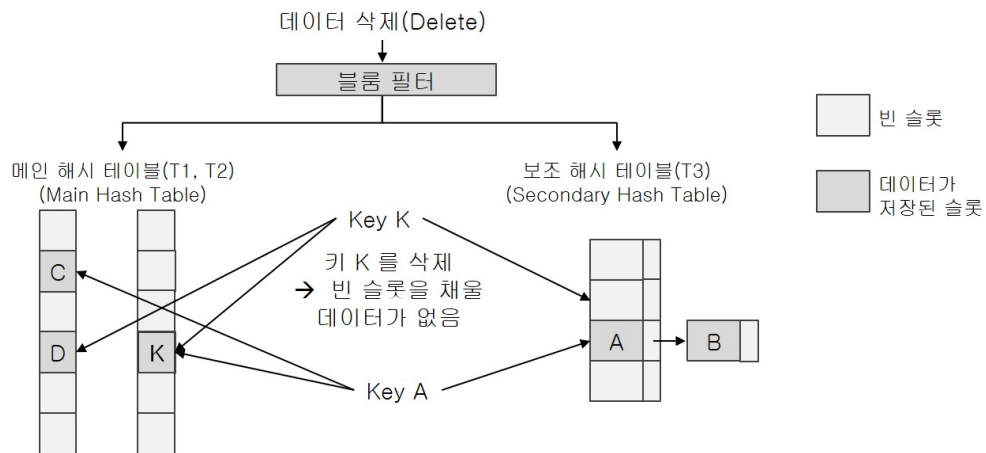 데이터 삭제(Delete)
블룸 필터
빈 슬롯
데이터가
저장된 슬롯
메인 해시 테이블(T1, T2)
(Main Hash Table)
보조 해시 테이블(T3)
(Secondary Hash Table)
Key K
키 K 를 삭제
→ 빈 슬롯을 채울
데이터가 없음
C
D
K
A
B
Key A